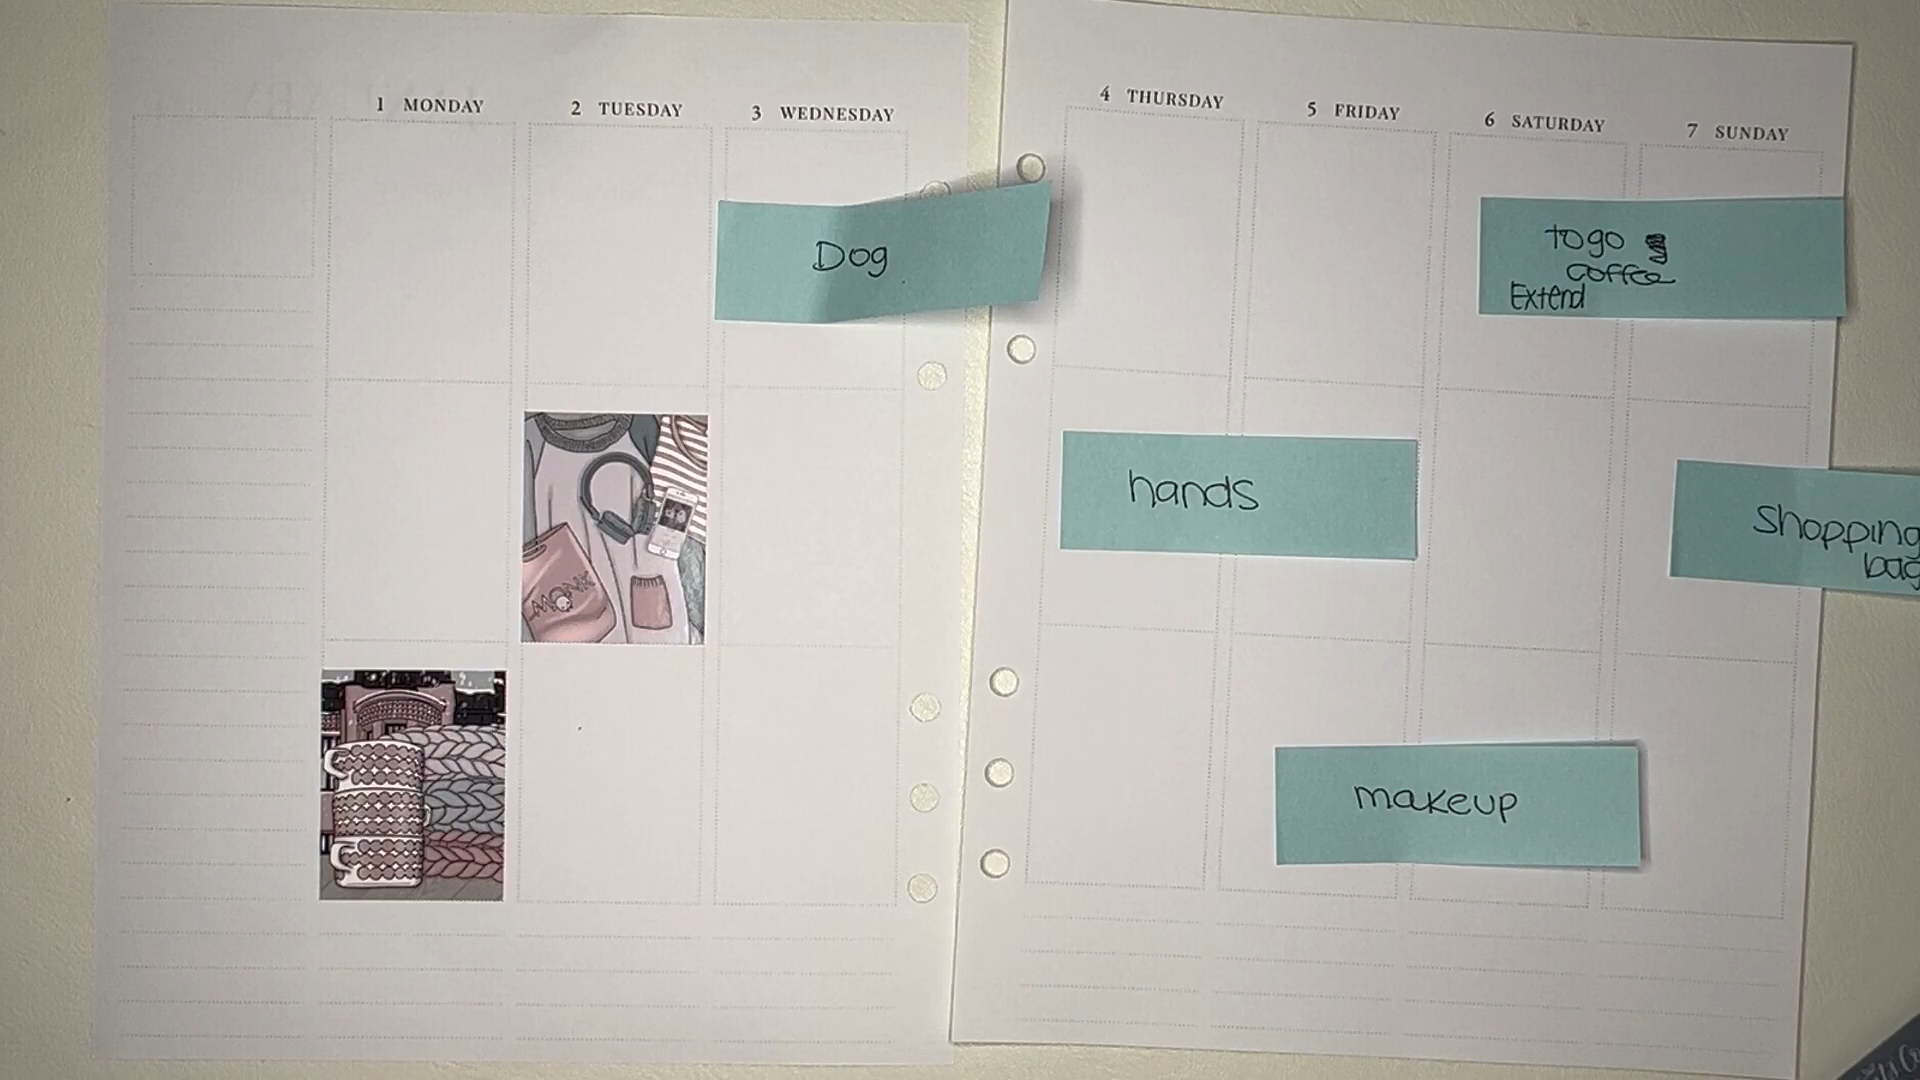 1 MONDAY
2 TUESDAY
3 WEDNESDAY
4 THURSDAY
5 FRIDAY
6 SATURDAY
7 SUNDAY
Dog
togo
coffee
Extend
hands
Shopping
bag
MONK
makeup